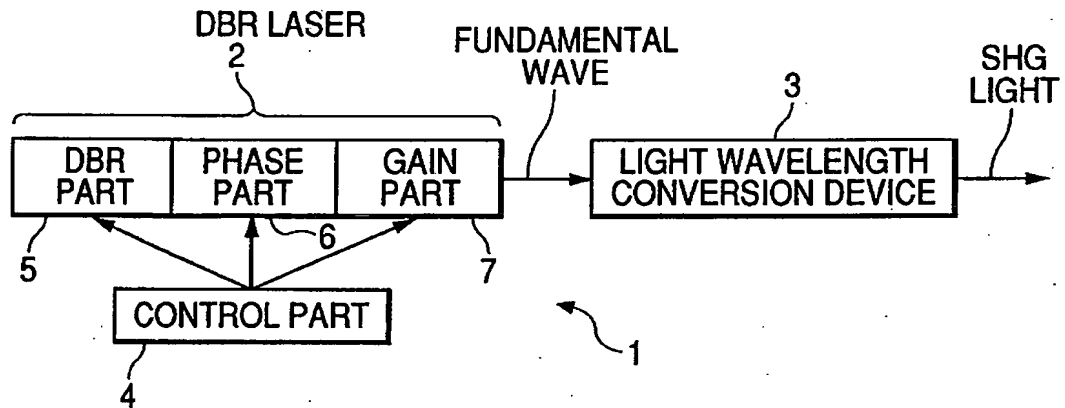 DBR LASER
2
FUNDAMENTAL
WAVE
SHG
LIGHT
3
DBR
PART
PHASE
PART
GAIN
PART
LIGHT WAVELENGTH
CONVERSION DEVICE
5
6
7
CONTROL PART
4
1